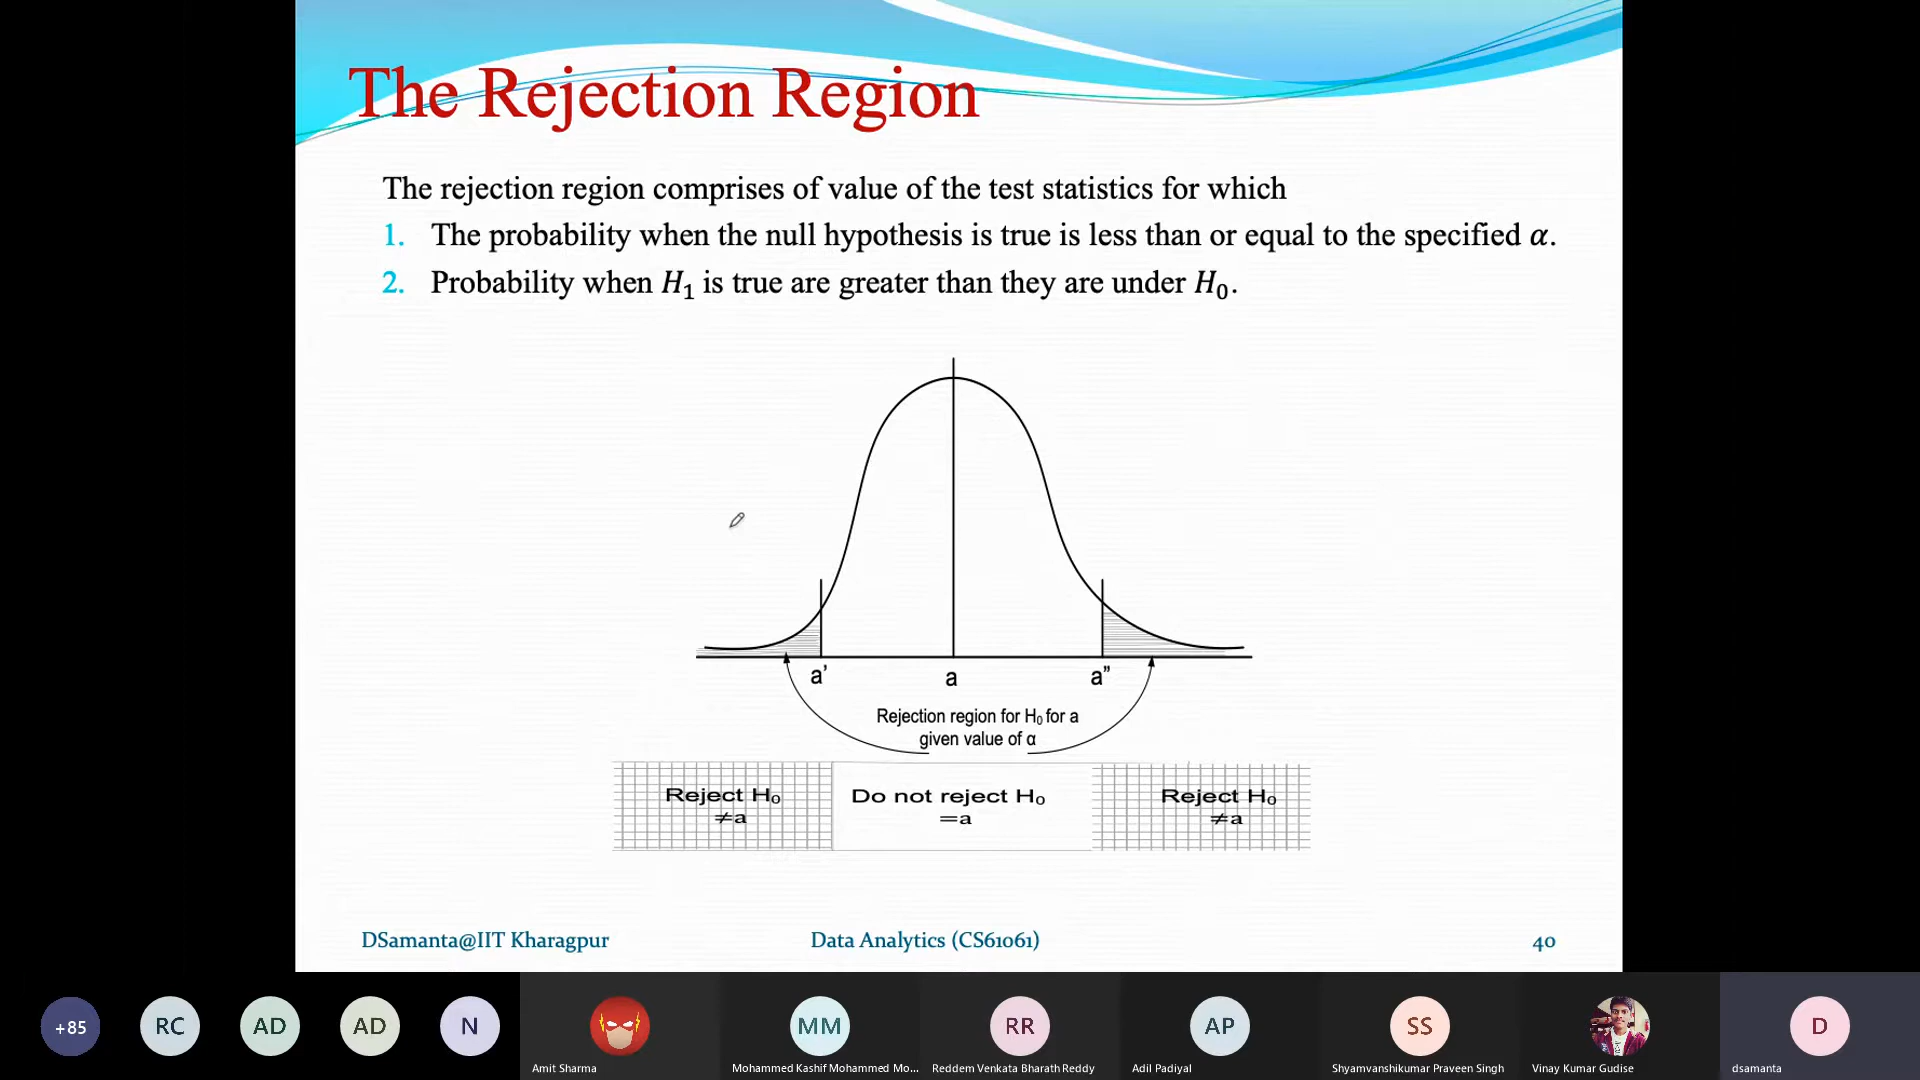 The Rejection Region
The rejection region comprises of value of the test statistics for which
1. The probability when the null hypothesis is true is less than or equal to the specified α.
2. Probability when H₁ is true are greater than they are under H₀.
a' a a”
Rejection region for H₀ for a
given value of α
Reject H₀ Do not reject H₀ Reject H₀
≠a =a ≠a
DSamanta@IIT Kharagpur Data Analytics (CS61061) 40
+85 RC AD AD N MM RR AP SS D
Amit Sharma Mohammed Kashif Mohammed Mo... Reddem Venkata Bharath Reddy Adil Padiyal Shyamvanshikumar Praveen Singh Vinay Kumar Gudise dsamanta